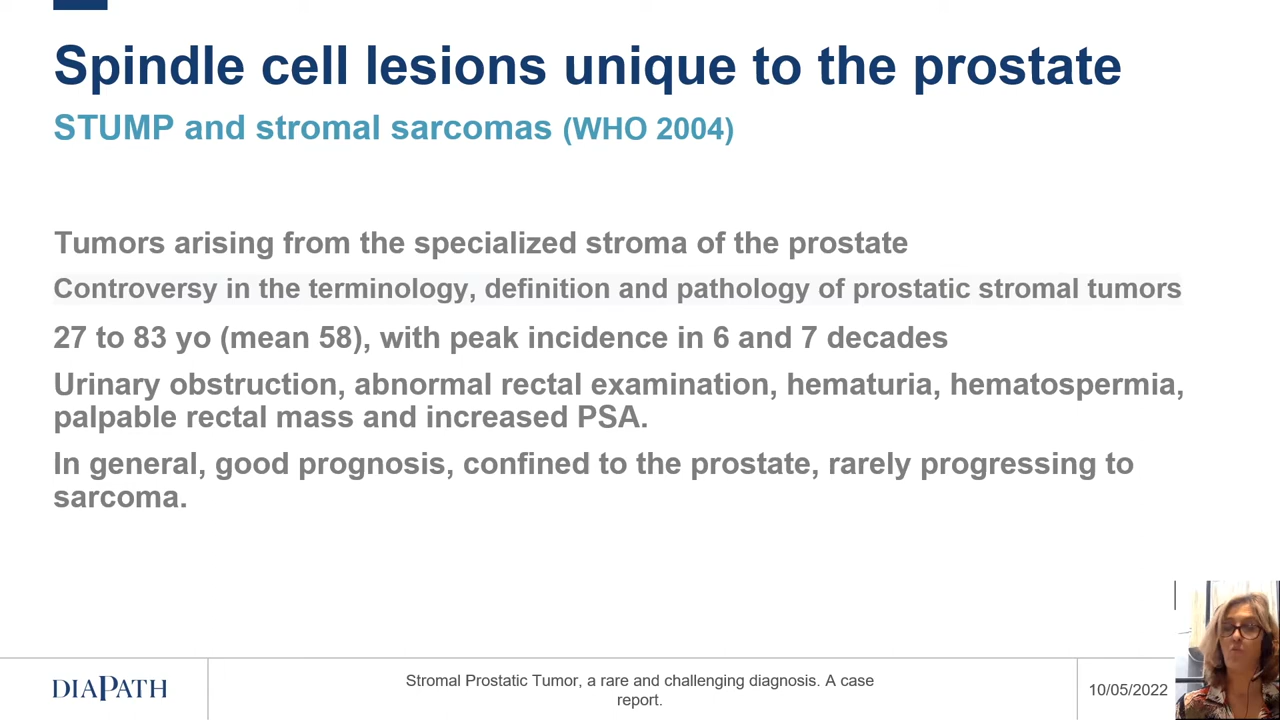 Spindle cell lesions unique to the prostate
STUMP and stromal sarcomas (WHO 2004)
Tumors arising from the specialized stroma of the prostate
Controversy in the terminology, definition and pathology of prostatic stromal tumors
27 to 83 yo (mean 58), with peak incidence in 6 and 7 decades
Urinary obstruction, abnormal rectal examination, hematuria, hematospermia,
palpable rectal mass and increased PSA.
In general, good prognosis, confined to the prostate, rarely progressing to
sarcoma.
DIAPATH
Stromal Prostatic Tumor, a rare and challenging diagnosis. A case
report.
10/05/2022